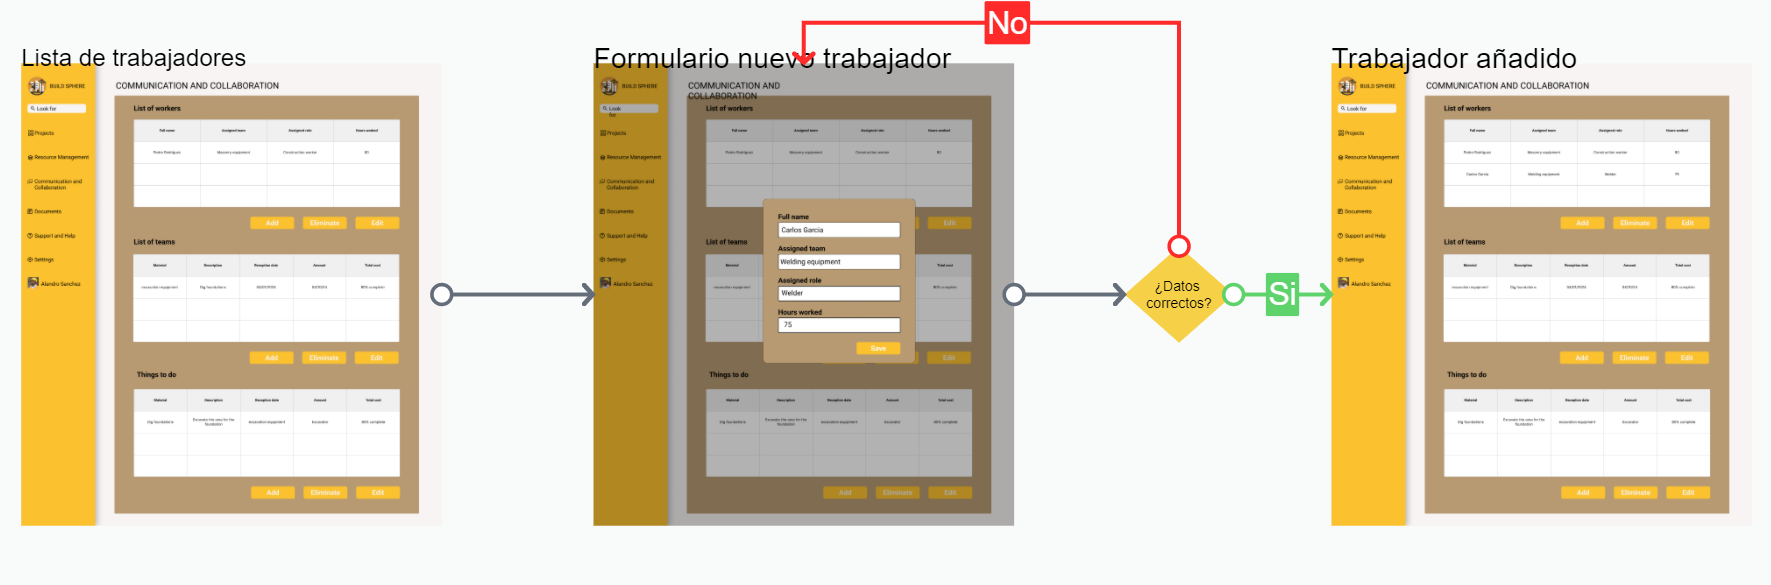 No
Lista de trabajadores
BUILD SPHERE
COMMUNICATION AND COLLABORATION
Look for
Projects
Resource Management
Communication and
Collaboration
Documents
Support and Help
Settings
Alandro Sanchez
List of workers
Full name Assigned team Assigned role Hours worked
Pedro Rodriguez Masonry equipment Construction worker 80
Add Eliminate Edit
List of teams
Material Description Reception date Amount Total cost
excavation equipment Dig foundations 80% complete
Add Eliminate Edit
Things to do
Material Description Reception date Amount Total cost
Dig foundations Excavate the area for the
foundation excavation equipment Excavator 80% complete
Add Eliminate Edit
Formulario nuevo trabajador
BUILD SPHERE
COMMUNICATION AND
COLLABORATION
Look
for
Projects
Resource Management
Communication and
Collaboration
Documents
Support and Help
Settings
Alandro Sanchez
List of workers
Full name Assigned team Assigned role Hours worked
Pedro Rodriguez Masonry equipment Construction worker 80
Edit
List of teams
Total cost
80% complete
Edit
Full name
Carlos Garcia
Assigned team
Welding equipment
Assigned role
Welder
Hours worked
75
Save
Things to do
Material Description Reception date Amount Total cost
Dig foundations Excavate the area for the
foundation excavation equipment Excavator 80% complete
Add Eliminate Edit
¿Datos
correctos?
Si
Trabajador añadido
BUILD SPHERE
COMMUNICATION AND COLLABORATION
Look for
Projects
Resource Management
Communication and
Collaboration
Documents
Support and Help
Settings
Alandro Sanchez
List of workers
Full name Assigned team Assigned role Hours worked
Pedro Rodriguez Masonry equipment Construction worker 80
Carlos Garcia Welding equipment Welder 75
Add Eliminate Edit
List of teams
Material Description Reception date Amount Total cost
excavation equipment Dig foundations 80% complete
Add Eliminate Edit
Things to do
Material Description Reception date Amount Total cost
Dig foundations Excavate the area for the
foundation excavation equipment Excavator 80% complete
Add Eliminate Edit